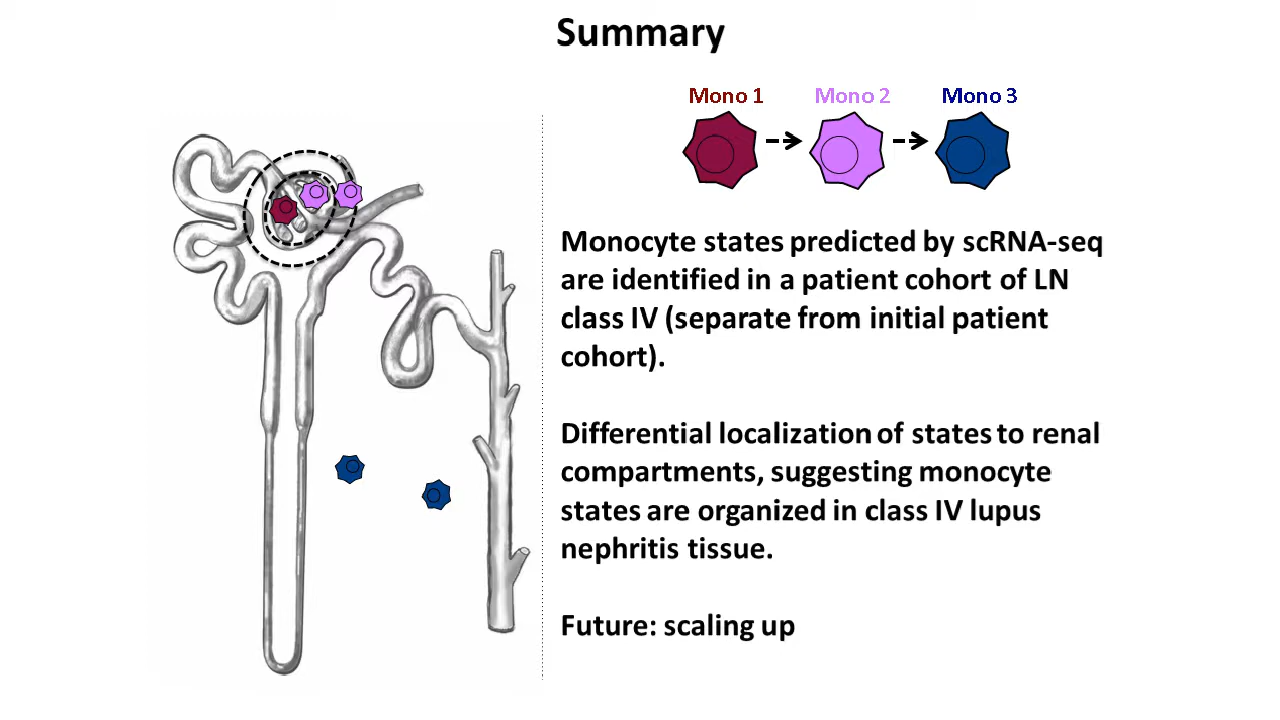 Summary
Mono 1 Mono 2 Mono 3
Monocyte states predicted by scRNA-seq
are identified in a patient cohort of LN
class IV (separate from initial patient
cohort).
Differential localization of states to renal
compartments, suggesting monocyte
states are organized in class IV lupus
nephritis tissue.
Future: scaling up